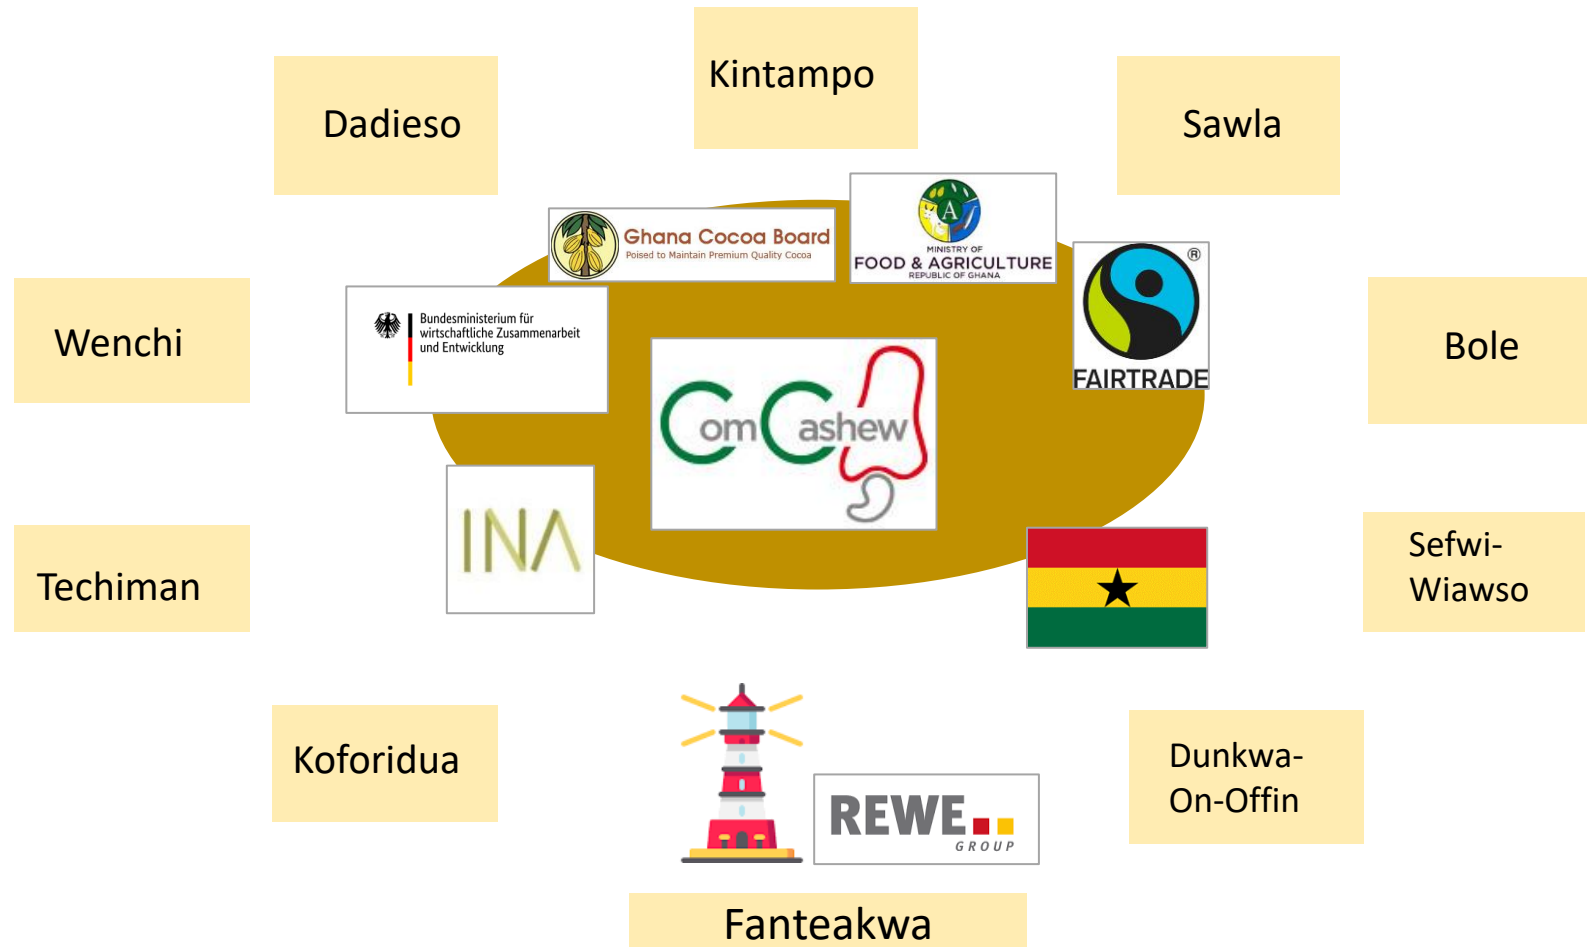 Kintampo
Dadieso
Sawla
MINISTRY OF
FOOD & AGRICULTURE
REPUBLIC OF GHANA
A
Ghana Cocoa Board
Poised to Maintain Premium Quality Cocoa
®
FAIRTRADE
Wenchi
Bundesministerium für
wirtschaftliche Zusammenarbeit
und Entwicklung
Bole
ComCashew
INA
Techiman
Sefwi-
Wiawso
Koforidua
REWE
GROUP
Dunkwa-
On-Offin
Fanteakwa